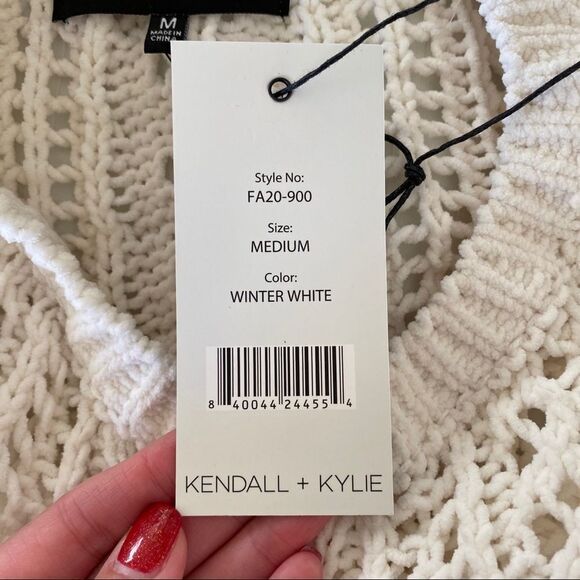 M
MADE IN
CHINA
Style No:
FA20-900
Size:
MEDIUM
Color:
WINTER WHITE
8 40044 24455 4
KENDALL + KYLIE